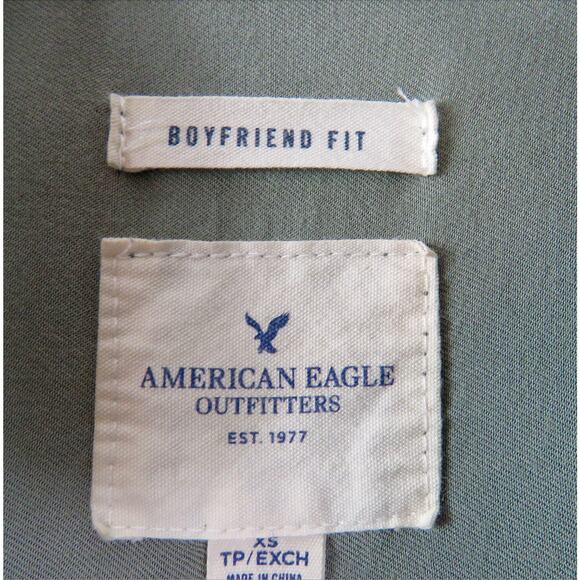 BOYFRIEND FIT
AMERICAN EAGLE
OUTFITTERS
EST. 1977
XS
TP/EXCH
MADE IN CHINA